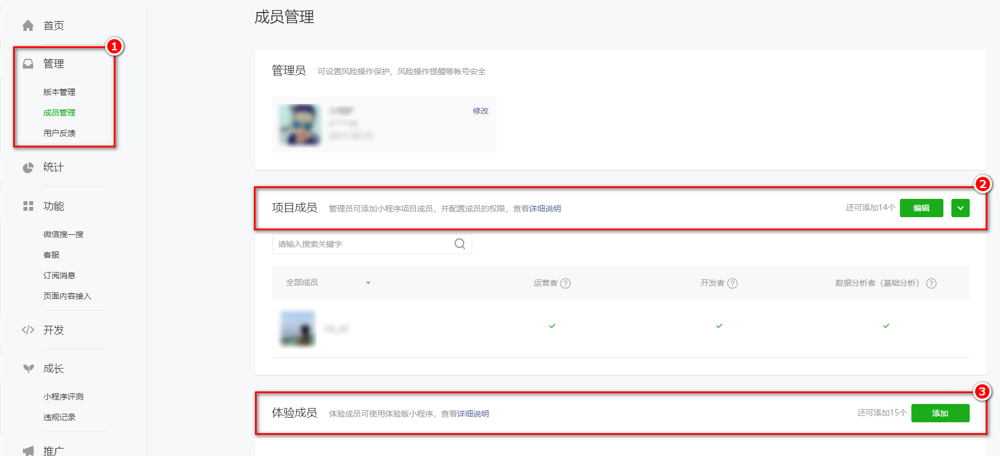 首页
管理
1
版本管理
成员管理
用户反馈
统计
功能
微信搜一搜
客服
订阅消息
页面内容接入
开发
成长
小程序评测
违规记录
推广
成员管理
管理员 可设置风险操作保护、风险操作提醒等帐号安全
修改
2
项目成员 管理员可添加小程序项目成员，并配置成员的权限，查看详细说明 还可添加14个 编辑
请输入搜索关键字
全部成员 运营者 ? 开发者 ? 数据分析者（基础分析） ?
3
体验成员 体验成员可使用体验版小程序，查看详细说明 还可添加15个 添加